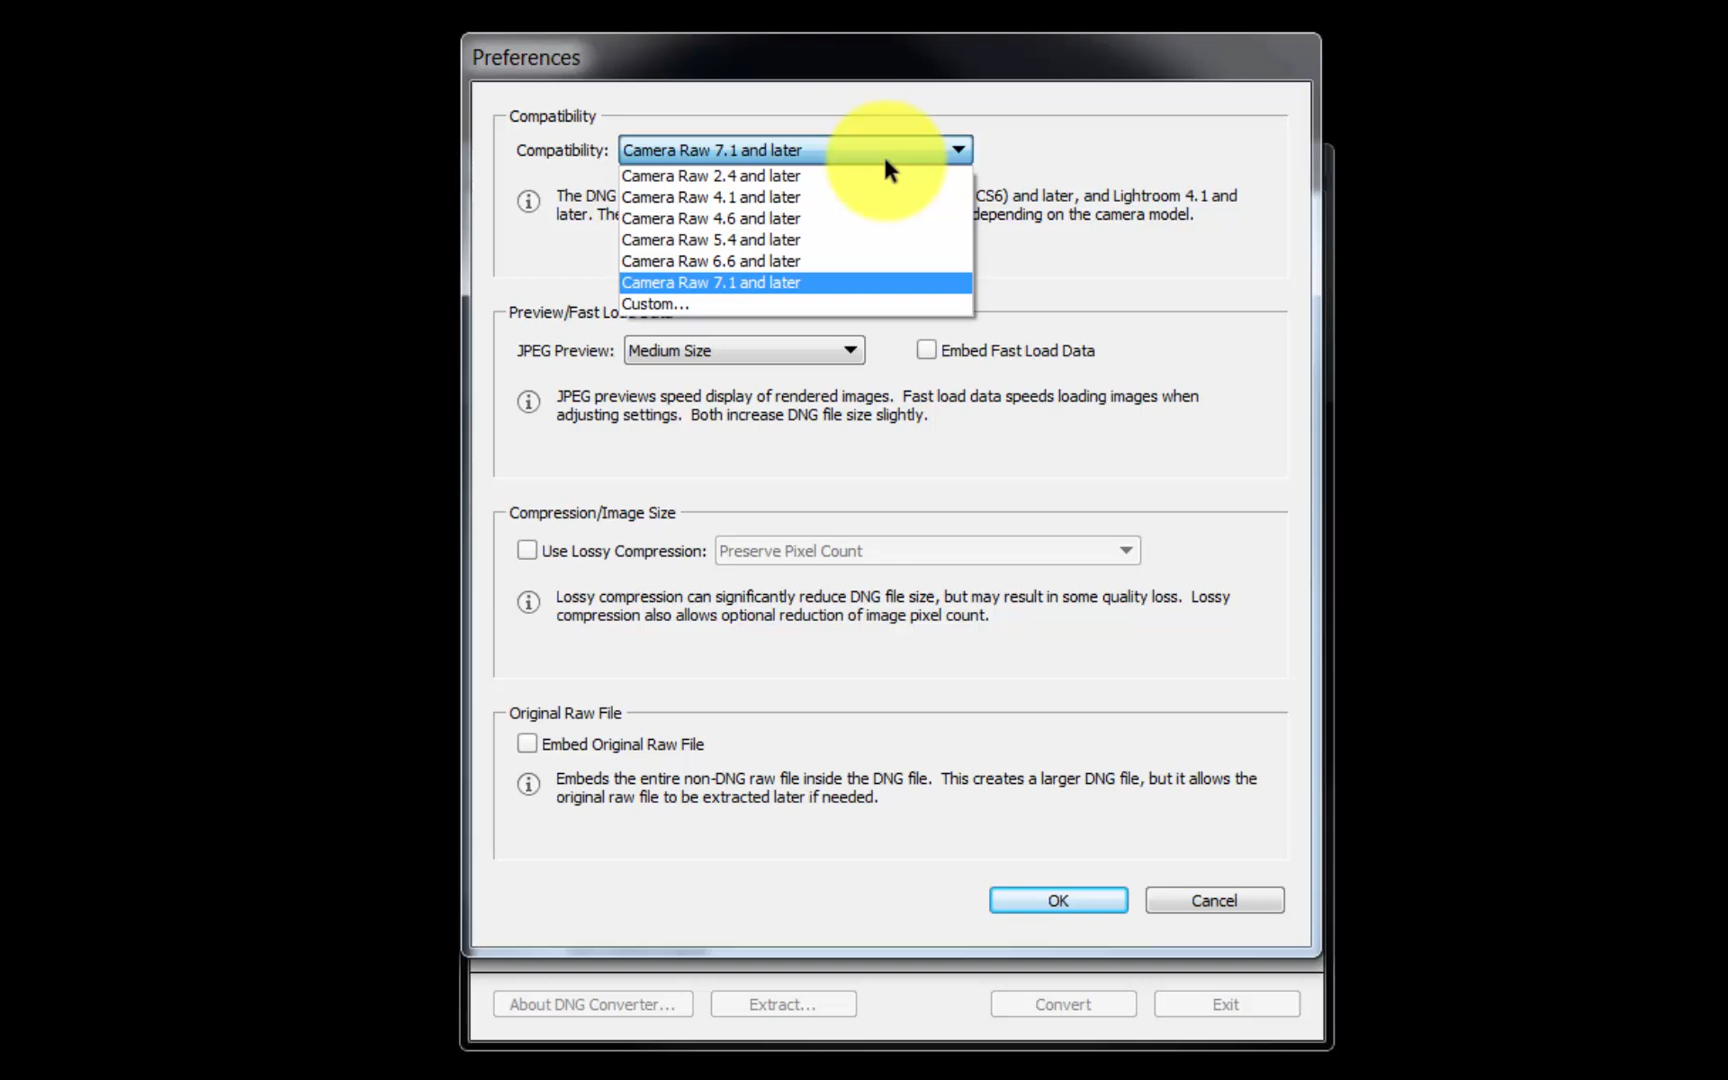 Preferences
Compatibility
Compatibility: Camera Raw 7.1 and later
Camera Raw 2.4 and later
The DNG
CS6) and later, and Lightroom 4.1 and
Camera Raw 4.1 and later
later. The
depending on the camera model.
Camera Raw 4.6 and later
Camera Raw 5.4 and later
Camera Raw 6.6 and later
Camera Raw 7.1 and later
Custom...
Preview/Fast Lo
JPEG Preview: Medium Size Embed Fast Load Data
JPEG previews speed display of rendered images. Fast load data speeds loading images when
adjusting settings. Both increase DNG file size slightly.
Compression/Image Size
Use Lossy Compression: Preserve Pixel Count
Lossy compression can significantly reduce DNG file size, but may result in some quality loss. Lossy
compression also allows optional reduction of image pixel count.
Original Raw File
Embed Original Raw File
Embeds the entire non-DNG raw file inside the DNG file. This creates a larger DNG file, but it allows the
original raw file to be extracted later if needed.
OK Cancel
About DNG Converter... Extract... Convert Exit